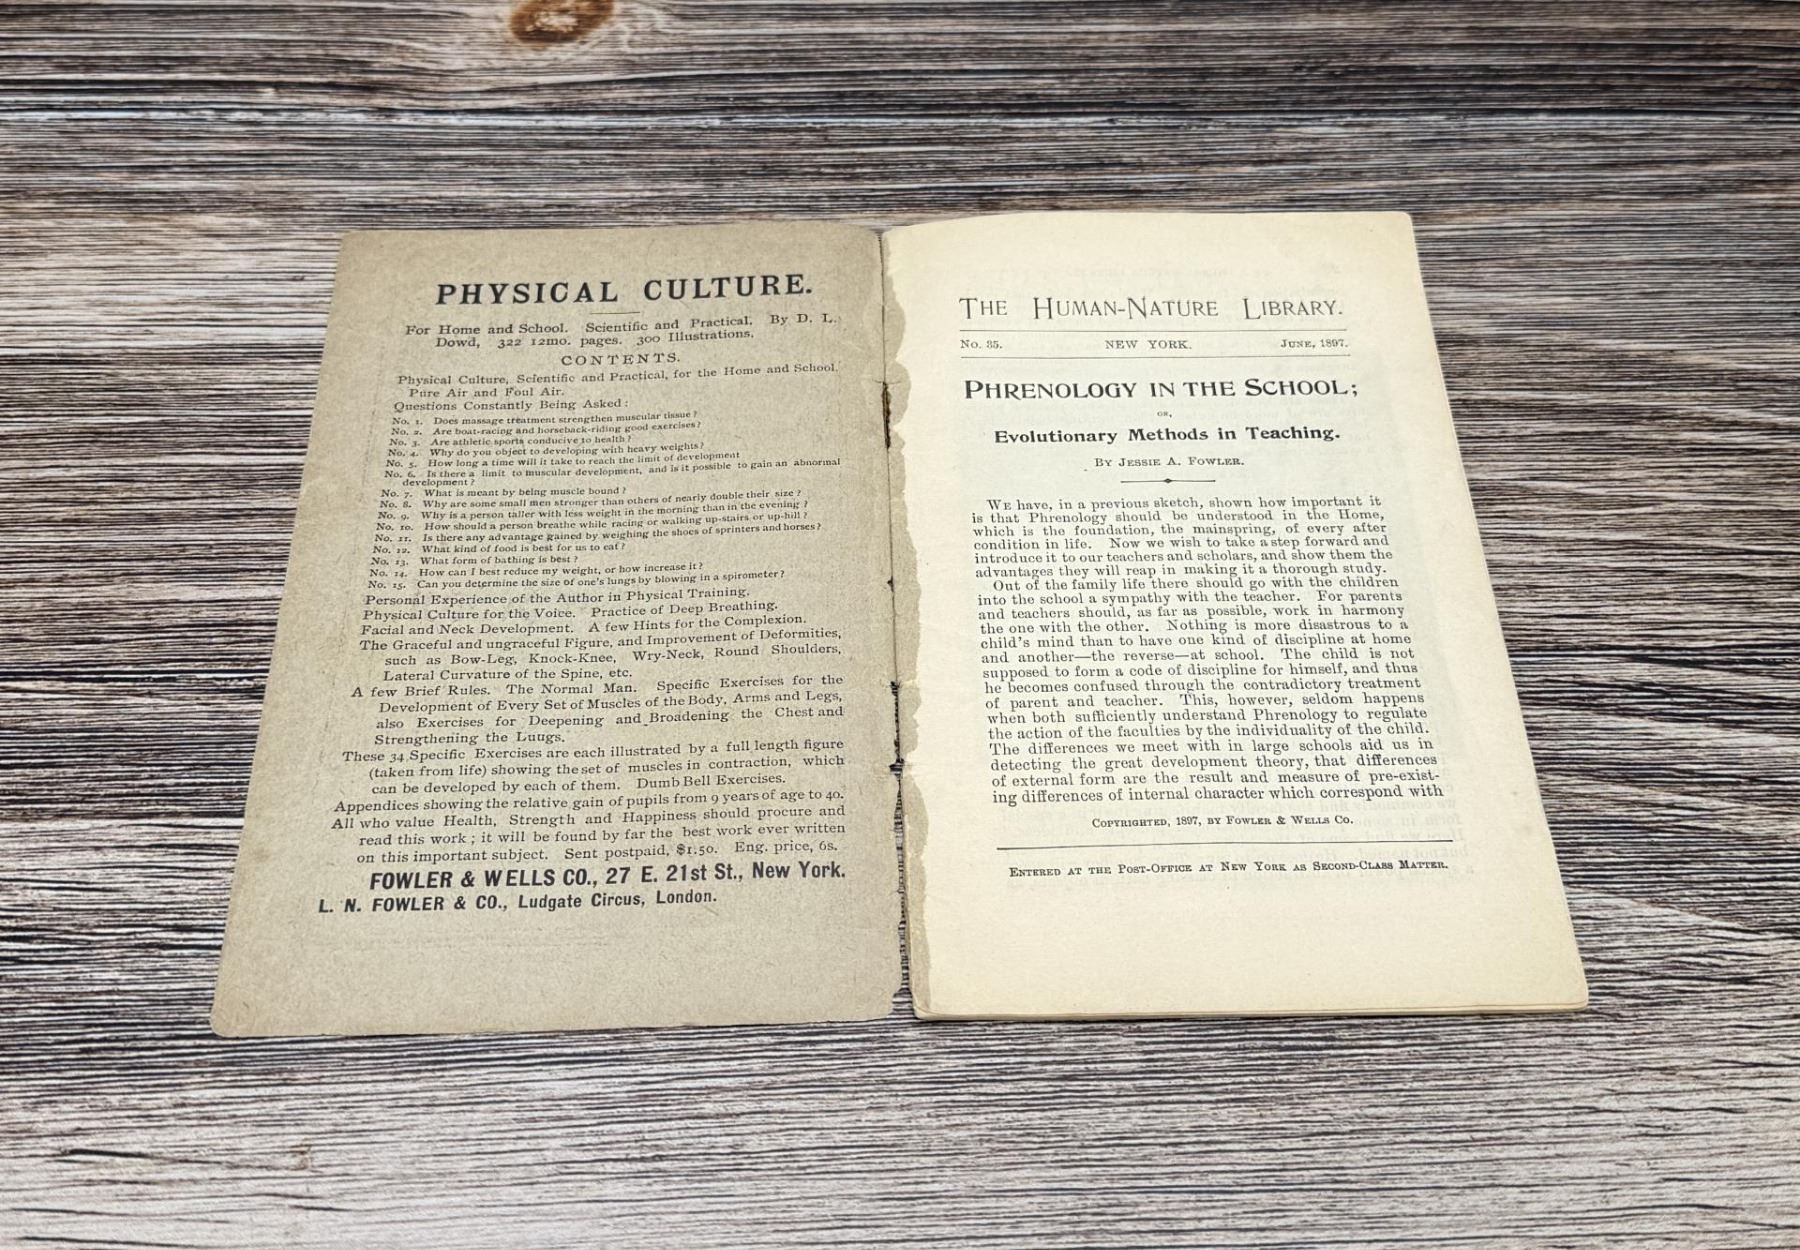 PHYSICAL CULTURE.
For Home and School. Scientific and Practical. By D. L.
Dowd, 322 12mo. pages. 300 Illustrations.
CONTENTS.
Physical Culture, Scientific and Practical, for the Home and School.
Pure Air and Foul Air.
Questions Constantly Being Asked:
No. 1. Does massage treatment strengthen muscular tissue?
No. 2. Are boat-racing and horseback-riding good exercises?
No. 3. Are athletic sports conducive to health?
No. 4. Why do you object to developing with heavy weights?
No. 5. How long a time will it take to reach the limit of development
No. 6. Is there a limit to muscular development, and is it possible to gain an abnormal
development?
No. 7. What is meant by being muscle bound?
No. 8. Why are some small men stronger than others of nearly double their size?
No. 9. Why is a person taller with less weight in the morning than in the evening?
No. 10. How should a person breathe while racing or walking up-stairs or up-hill?
No. 11. Is there any advantage gained by weighing the shoes of sprinters and horses?
No. 12. What kind of food is best for us to eat?
No. 13. What form of bathing is best?
No. 14. How can I best reduce my weight, or how increase it?
No. 15. Can you determine the size of one's lungs by blowing in a spirometer?
Personal Experience of the Author in Physical Training.
Physical Culture for the Voice. Practice of Deep Breathing.
Facial and Neck Development. A few Hints for the Complexion.
The Graceful and ungraceful Figure, and Improvement of Deformities,
such as Bow-Leg, Knock-Knee, Wry-Neck, Round Shoulders,
Lateral Curvature of the Spine, etc.
A few Brief Rules. The Normal Man. Specific Exercises for the
Development of Every Set of Muscles of the Body, Arms and Legs,
also Exercises for Deepening and Broadening the Chest and
Strengthening the Luugs.
These 34 Specific Exercises are each illustrated by a full length figure
(taken from life) showing the set of muscles in contraction, which
can be developed by each of them. Dumb Bell Exercises.
Appendices showing the relative gain of pupils from 9 years of age to 40.
All who value Health, Strength and Happiness should procure and
read this work; it will be found by far the best work ever written
on this important subject. Sent postpaid, $1.50. Eng. price, 6s.
FOWLER & WELLS CO., 27 E. 21st St., New York.
L. N. FOWLER & CO., Ludgate Circus, London.
THE HUMAN-NATURE LIBRARY.
No. 35. NEW YORK. JUNE, 1897.
PHRENOLOGY IN THE SCHOOL;
OR,
Evolutionary Methods in Teaching.
BY JESSIE A. FOWLER.
WE have, in a previous sketch, shown how important it
is that Phrenology should be understood in the Home,
which is the foundation, the mainspring, of every after
condition in life. Now we wish to take a step forward and
introduce it to our teachers and scholars, and show them the
advantages they will reap in making it a thorough study.
Out of the family life there should go with the children
into the school a sympathy with the teacher. For parents
and teachers should, as far as possible, work in harmony
the one with the other. Nothing is more disastrous to a
child's mind than to have one kind of discipline at home
and another—the reverse—at school. The child is not
supposed to form a code of discipline for himself, and thus
he becomes confused through the contradictory treatment
of parent and teacher. This, however, seldom happens
when both sufficiently understand Phrenology to regulate
the action of the faculties by the individuality of the child.
The differences we meet with in large schools aid us in
detecting the great development theory, that differences
of external form are the result and measure of pre-exist-
ing differences of internal character which correspond with
COPYRIGHTED, 1897, BY FOWLER & WELLS CO.
ENTERED AT THE POST-OFFICE AT NEW YORK AS SECOND-CLASS MATTER.